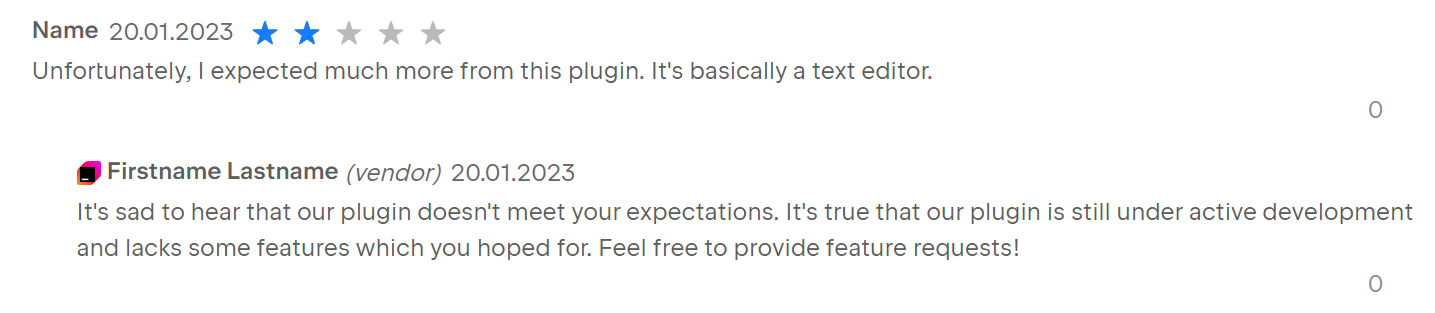 Name 20.01.2023
Unfortunately, I expected much more from this plugin. It's basically a text editor.
0
Firstname Lastname (vendor) 20.01.2023
It's sad to hear that our plugin doesn't meet your expectations. It's true that our plugin is still under active development
and lacks some features which you hoped for. Feel free to provide feature requests!
0